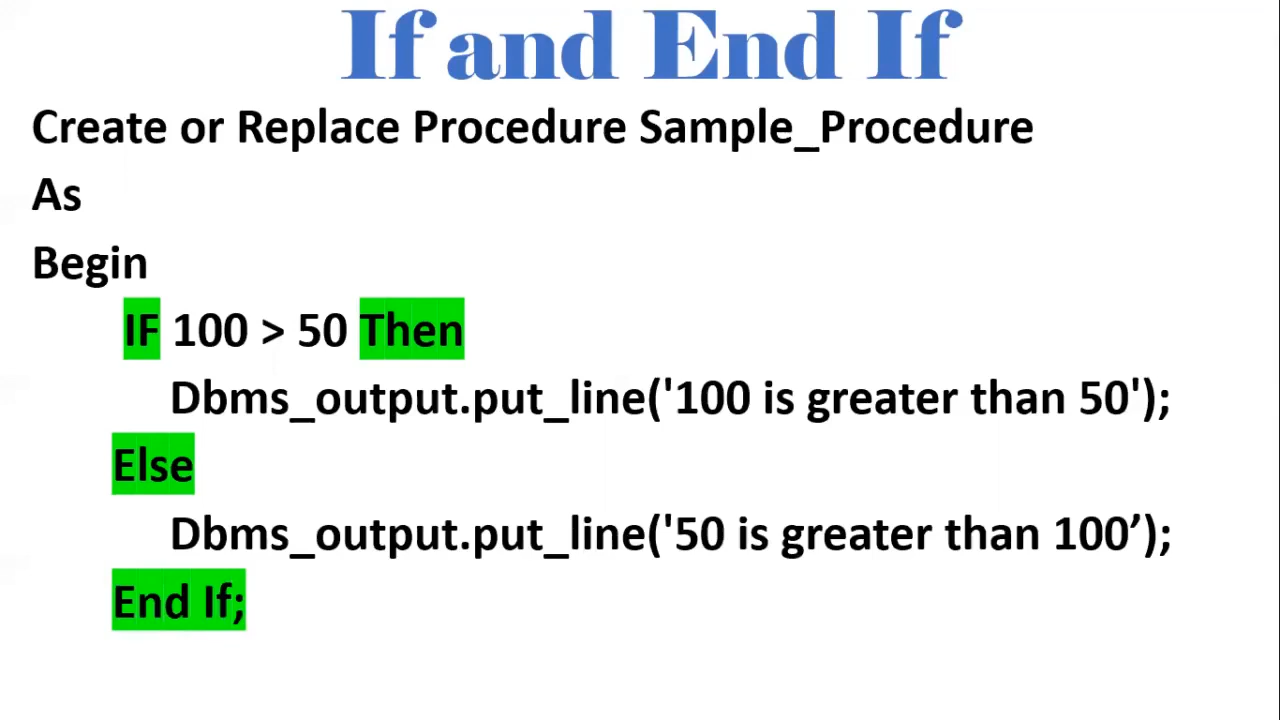 If and End If
Create or Replace Procedure Sample_Procedure
As
Begin
IF 100 > 50 Then
Dbms_output.put_line('100 is greater than 50');
Else
Dbms_output.put_line('50 is greater than 100’);
End If;